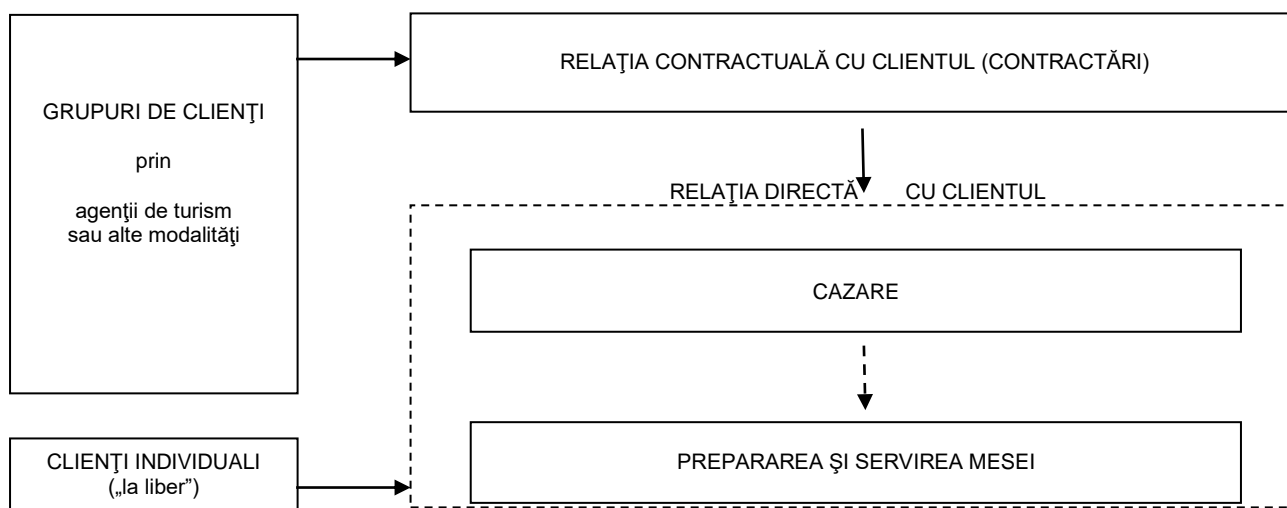 GRUPURI DE CLIENŢI
prin
agenţii de turism
sau alte modalităţi
RELAŢIA CONTRACTUALĂ CU CLIENTUL (CONTRACTĂRI)
RELAŢIA DIRECTĂ CU CLIENTUL
CAZARE
PREPARAREA ŞI SERVIREA MESEI
CLIENŢI INDIVIDUALI
(„la liber”)